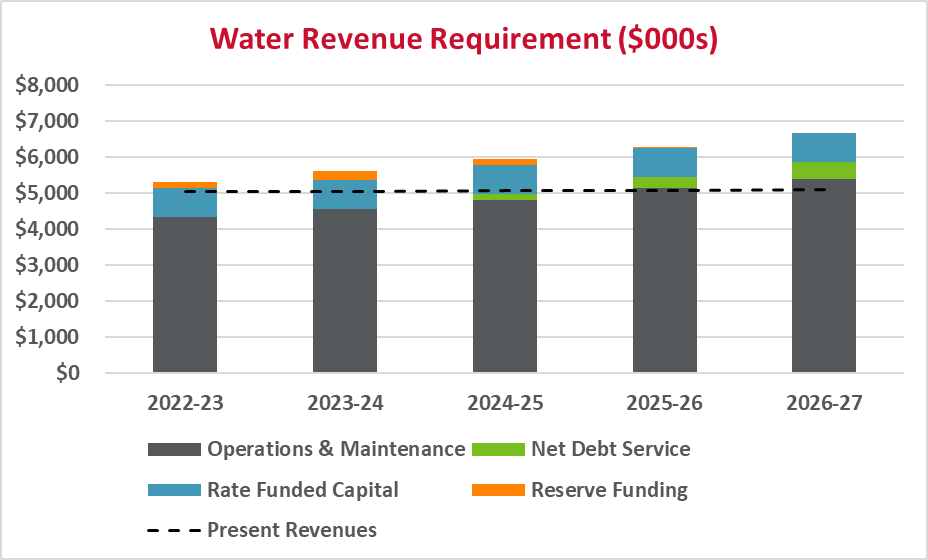 Water Revenue Requirement ($000s)
$8,000
$7,000
$6,000
$5,000
$4,000
$3,000
$2,000
$1,000
$0
2022-23 2023-24 2024-25 2025-26 2026-27
Operations & Maintenance Net Debt Service
Rate Funded Capital Reserve Funding
Present Revenues